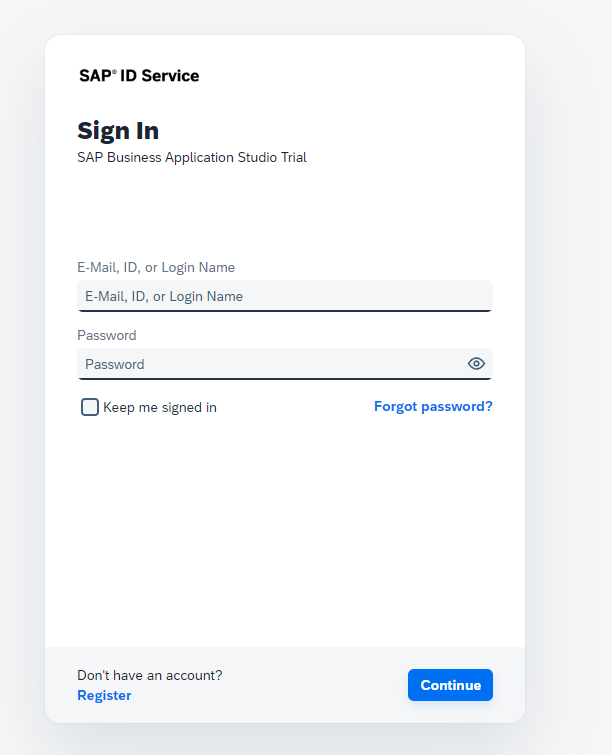 SAP® ID Service
Sign In
SAP Business Application Studio Trial
E-Mail, ID, or Login Name
E-Mail, ID, or Login Name
Password
Password
Keep me signed in Forgot password?
Don't have an account?
Register
Continue